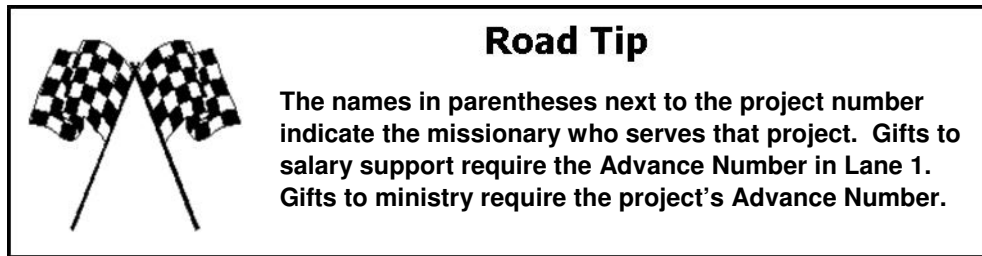 Road Tip
The names in parentheses next to the project number
indicate the missionary who serves that project.  Gifts to
salary support require the Advance Number in Lane 1.
Gifts to ministry require the project's Advance Number.